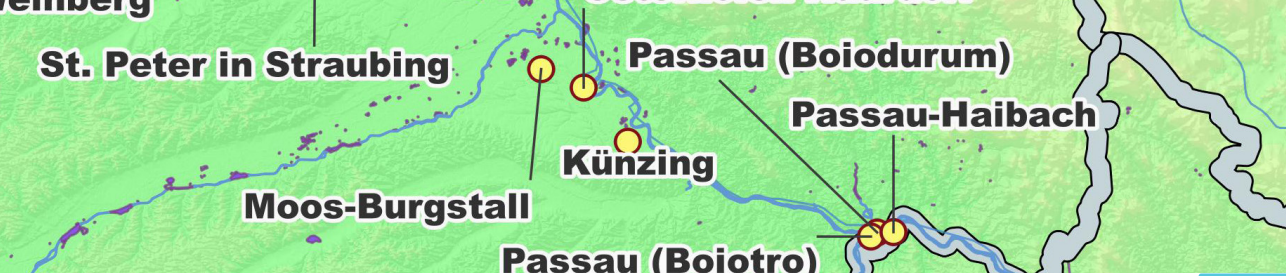 St. Peter in Straubing
Passau (Boiodurum)
Passau-Haibach
Künzing
Moos-Burgstall
Passau (Boiotro)